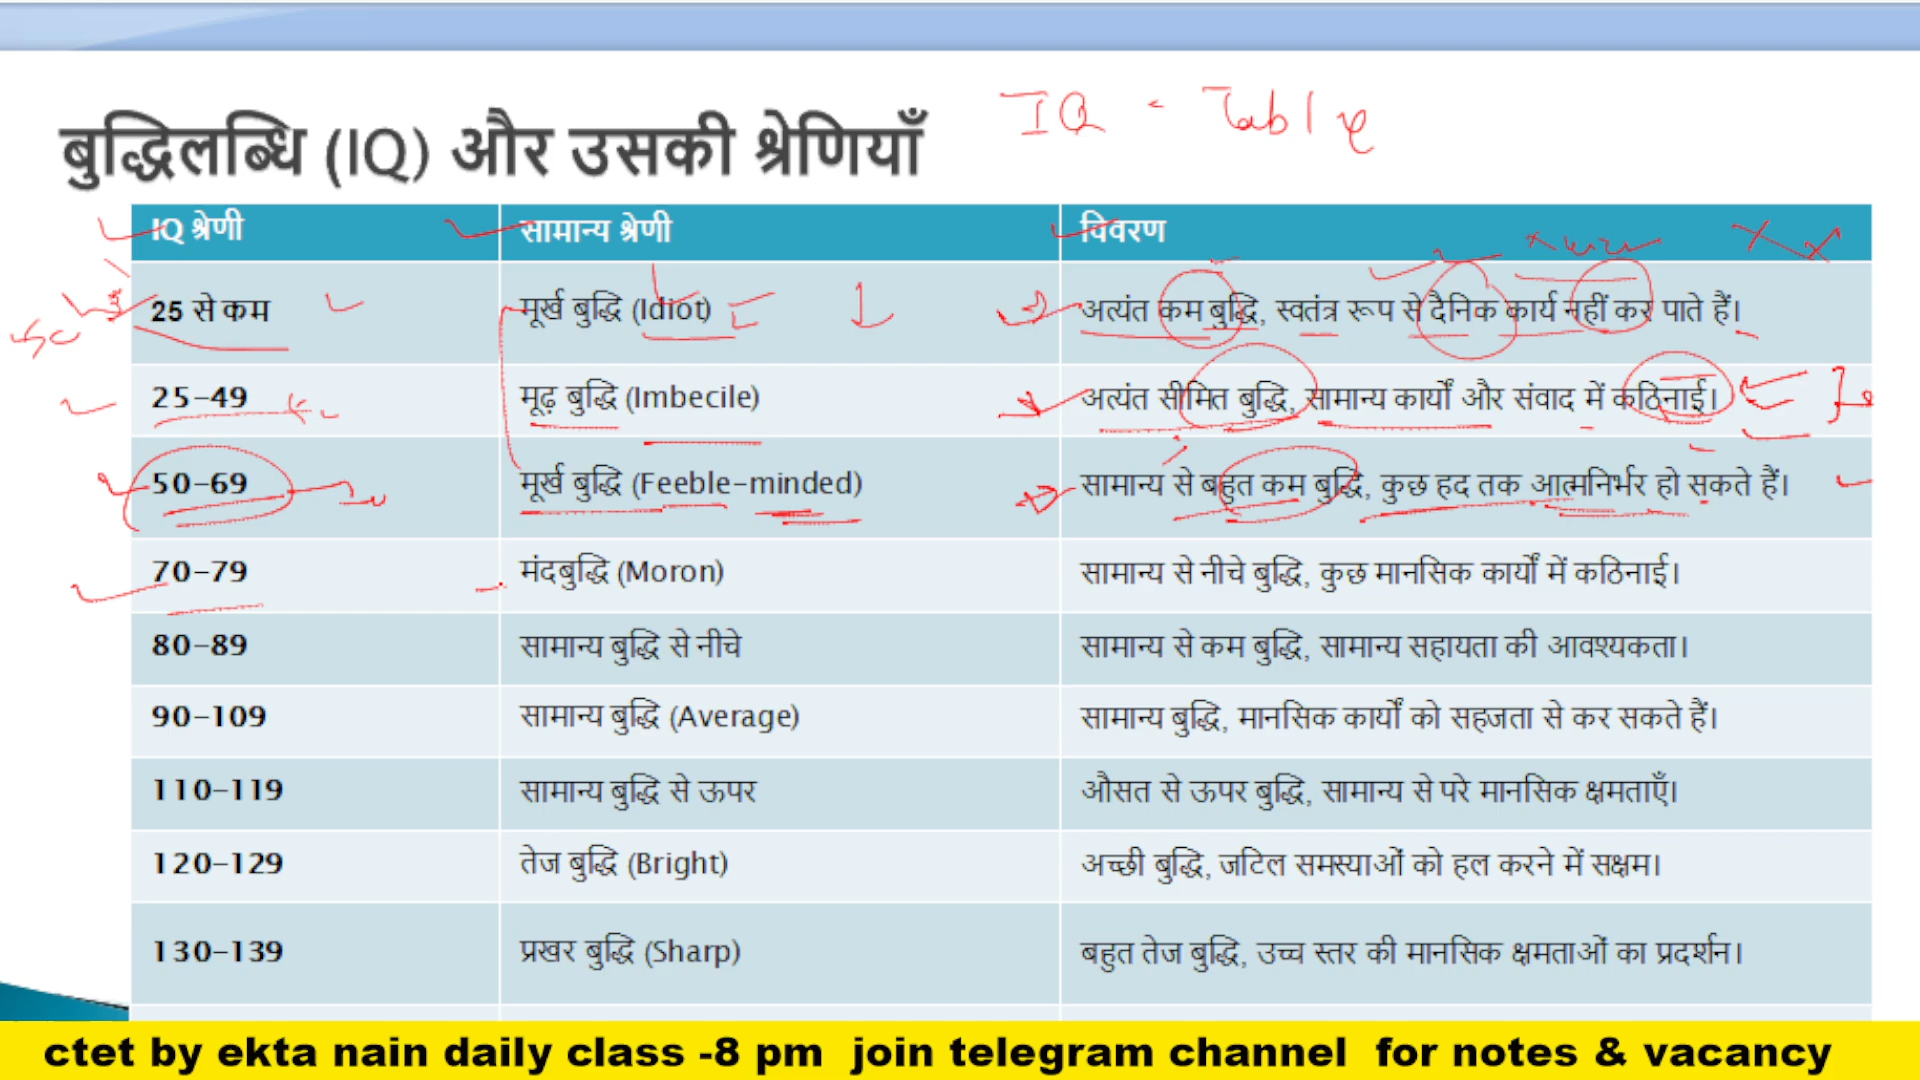 बुद्धिलब्धि (IQ) और उसकी श्रेणियाँ
IQ - Table
IQ श्रेणी सामान्य श्रेणी विवरण
25 से कम मूर्ख बुद्धि (Idiot) अत्यंत कम बुद्धि, स्वतंत्र रूप से दैनिक कार्य नहीं कर पाते हैं।
25-49 मूढ़ बुद्धि (Imbecile) अत्यंत सीमित बुद्धि, सामान्य कार्यों और संवाद में कठिनाई।
50-69 मूर्ख बुद्धि (Feeble-minded) सामान्य से बहुत कम बुद्धि, कुछ हद तक आत्मनिर्भर हो सकते हैं।
70-79 मंदबुद्धि (Moron) सामान्य से नीचे बुद्धि, कुछ मानसिक कार्यों में कठिनाई।
80-89 सामान्य बुद्धि से नीचे सामान्य से कम बुद्धि, सामान्य सहायता की आवश्यकता।
90-109 सामान्य बुद्धि (Average) सामान्य बुद्धि, मानसिक कार्यों को सहजता से कर सकते हैं।
110-119 सामान्य बुद्धि से ऊपर औसत से ऊपर बुद्धि, सामान्य से परे मानसिक क्षमताएँ।
120-129 तेज बुद्धि (Bright) अच्छी बुद्धि, जटिल समस्याओं को हल करने में सक्षम।
130-139 प्रखर बुद्धि (Sharp) बहुत तेज बुद्धि, उच्च स्तर की मानसिक क्षमताओं का प्रदर्शन।
ctet by ekta nain daily class -8 pm join telegram channel for notes & vacancy